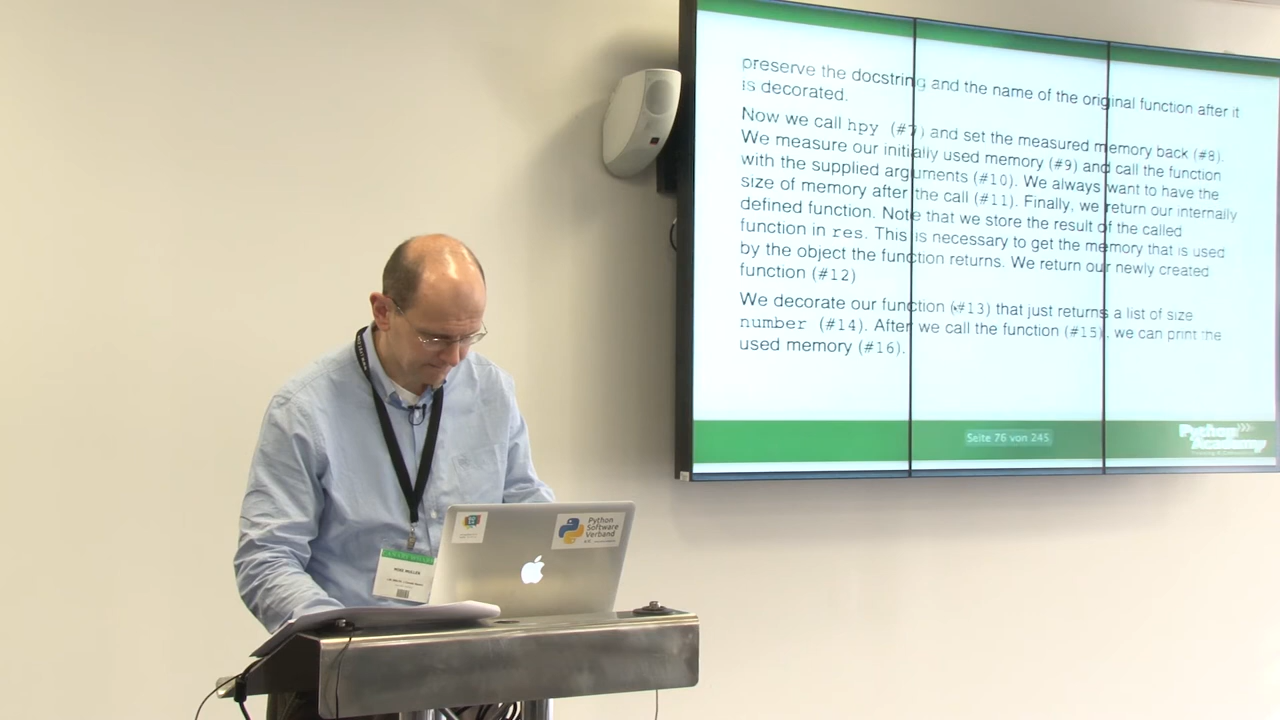 preserve the docstring and the name of the original function after it
is decorated.
Now we call hpy (#7) and set the measured memory back (#8).
We measure our initially used memory (#9) and call the function
with the supplied arguments (#10). We always want to have the
size of memory after the call (#11). Finally, we return our internally
defined function. Note that we store the result of the called
function in res. This is necessary to get the memory that is used
by the object the function returns. We return our newly created
function (#12)
We decorate our function (#13) that just returns a list of size
number (#14). After we call the function (#15), we can print the
used memory (#16).
Seite 76 von 245
Python
Academy
Python
Software
Verband
MIKE MÜLLER